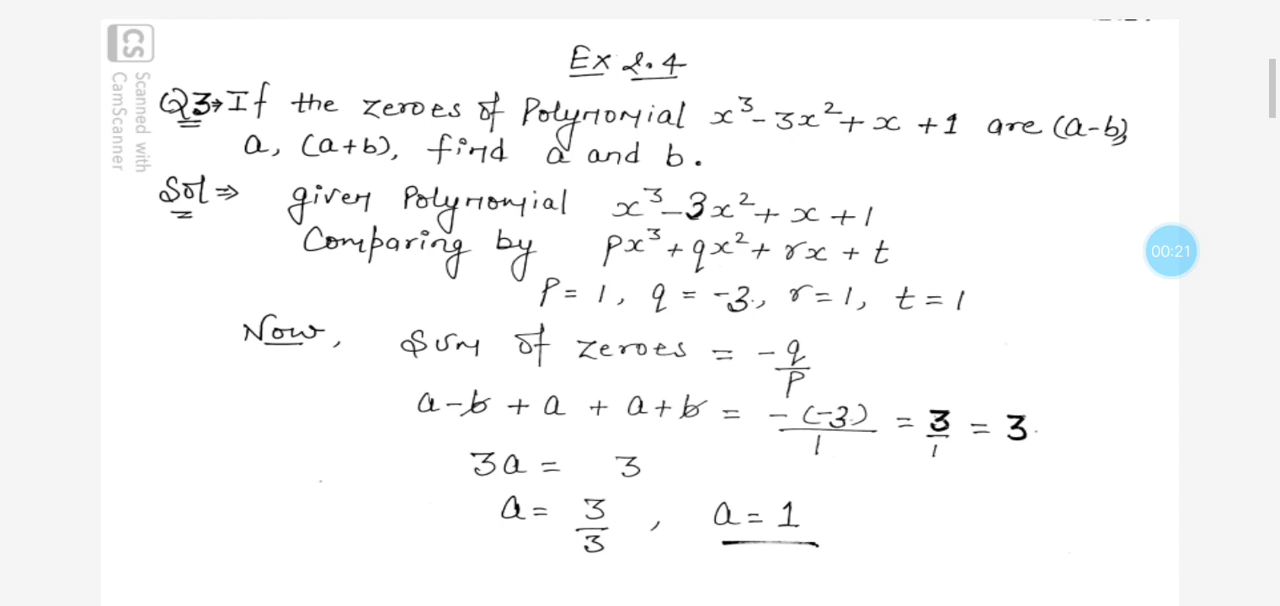 CS
Scanned with
CamScanner
Ex 2.4
Q3→ If the zeroes of Polynomial x³-3x²+x+1 are (a-b),
a, (a+b), find a and b.
Sol ⇒ given Polynomial x³-3x²+x+1
Comparing by px³+qx²+rx+t
P=1, q=-3, r=1, t=1
Now, Sum of zeroes = -q/P
a-b+a+a+b = -(-3)/1 = 3/1 = 3.
3a = 3
a = 3/3, a=1
00:21